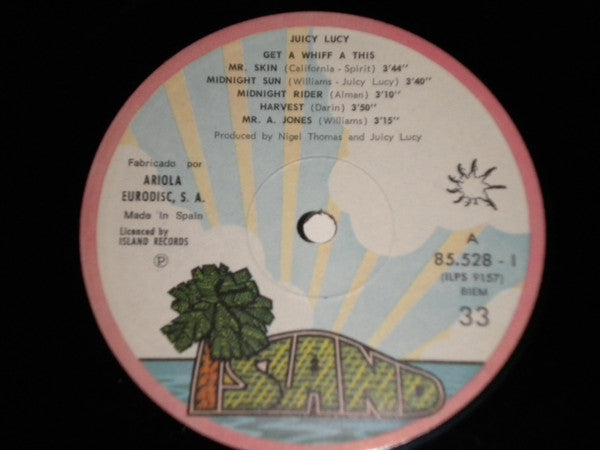 JUICY LUCY
GET A WHIFF A THIS
MR. SKIN (California - Spirit) 3'44"
MIDNIGHT SUN (Williams - Juicy Lucy) 3'40"
MIDNIGHT RIDER (Alman) 3'10"
HARVEST (Darin) 3'50"
MR. A. JONES (Williams) 3'15"
Produced by Nigel Thomas and Juicy Lucy
Fabricado por
ARIOLA
EURODISC, S. A.
Made in Spain
Licenced by
ISLAND RECORDS
Ⓟ
A
85.528 - I
(ILPS 9157)
BIEM
33
ISLAND